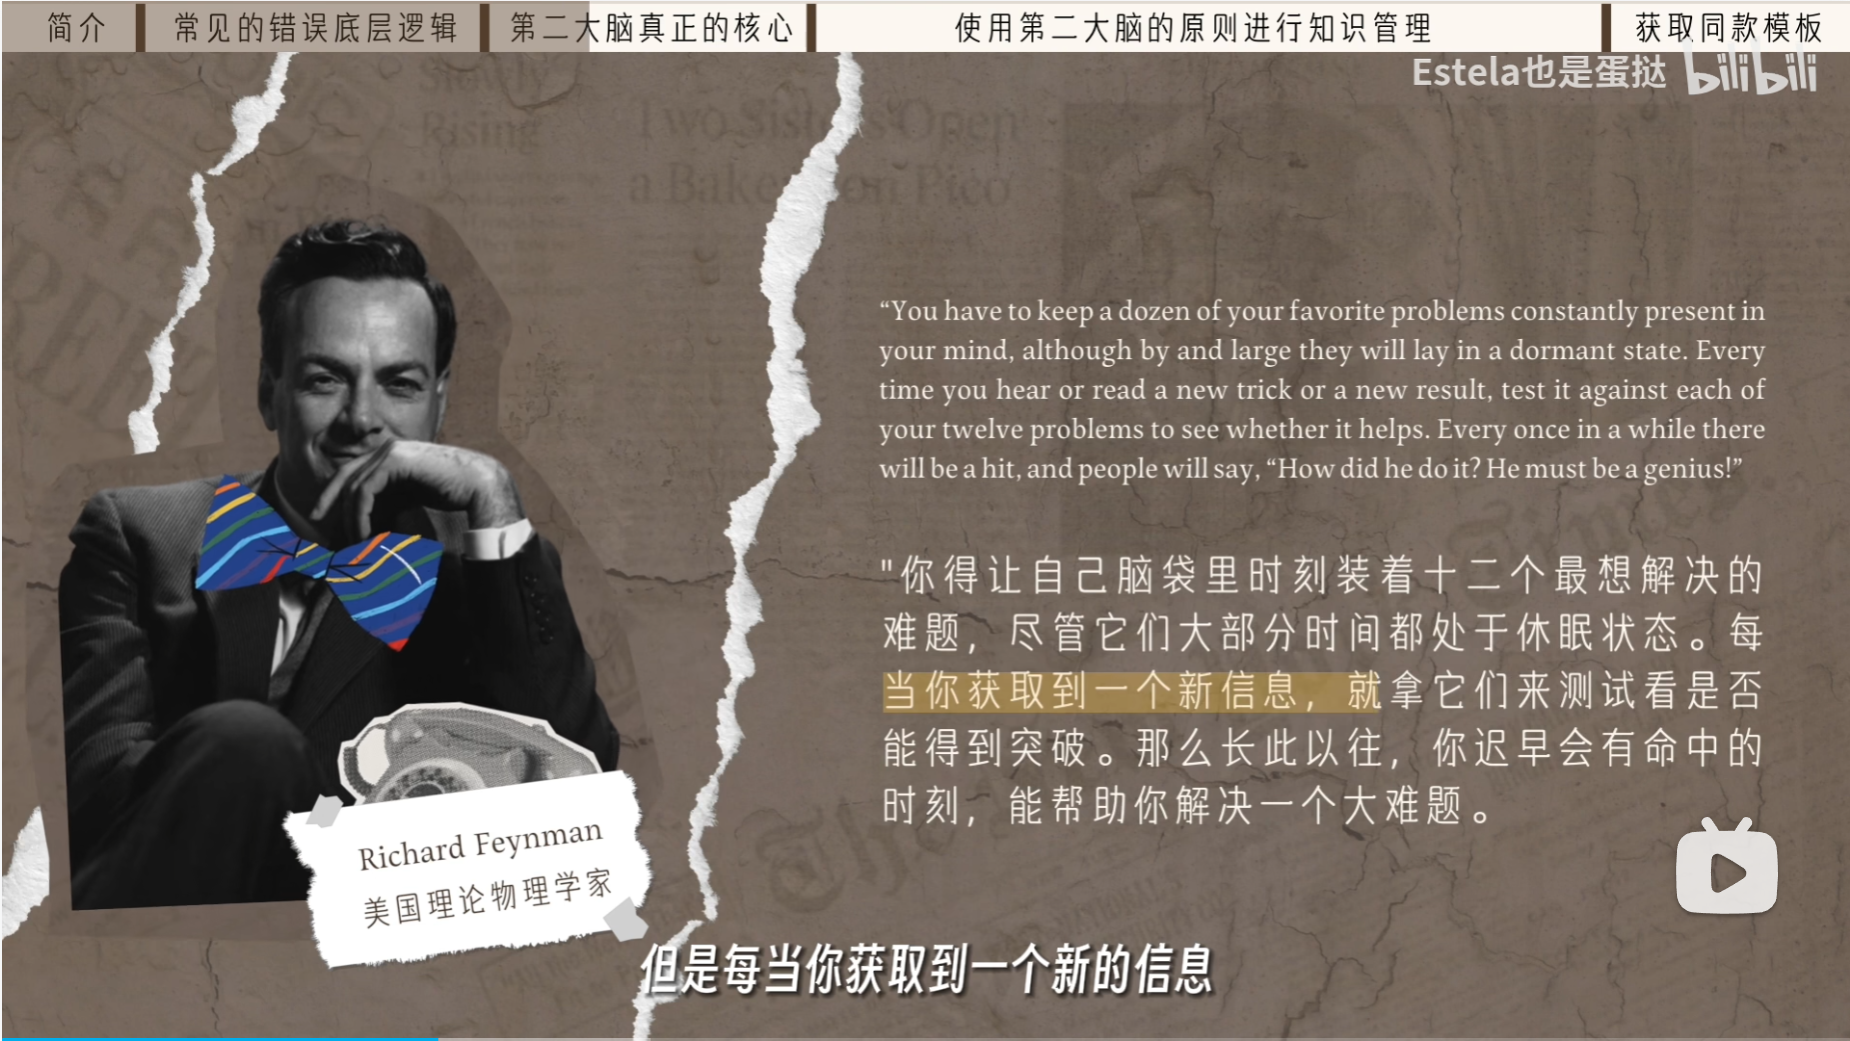 简介
常见的错误底层逻辑
第二大脑真正的核心
使用第二大脑的原则进行知识管理
获取同款模板
Estela也是蛋挞 bilibili
Slowly
Rising
Two Sisters Open
a Bake on Pico
“You have to keep a dozen of your favorite problems constantly present in
your mind, although by and large they will lay in a dormant state. Every
time you hear or read a new trick or a new result, test it against each of
your twelve problems to see whether it helps. Every once in a while there
will be a hit, and people will say, “How did he do it? He must be a genius!”
"你得让自己脑袋里时刻装着十二个最想解决的
难题，尽管它们大部分时间都处于休眠状态。每
当你获取到一个新信息，就拿它们来测试看是否
能得到突破。那么长此以往，你迟早会有命中的
时刻，能帮助你解决一个大难题。
Richard Feynman
美国理论物理学家
但是每当你获取到一个新的信息